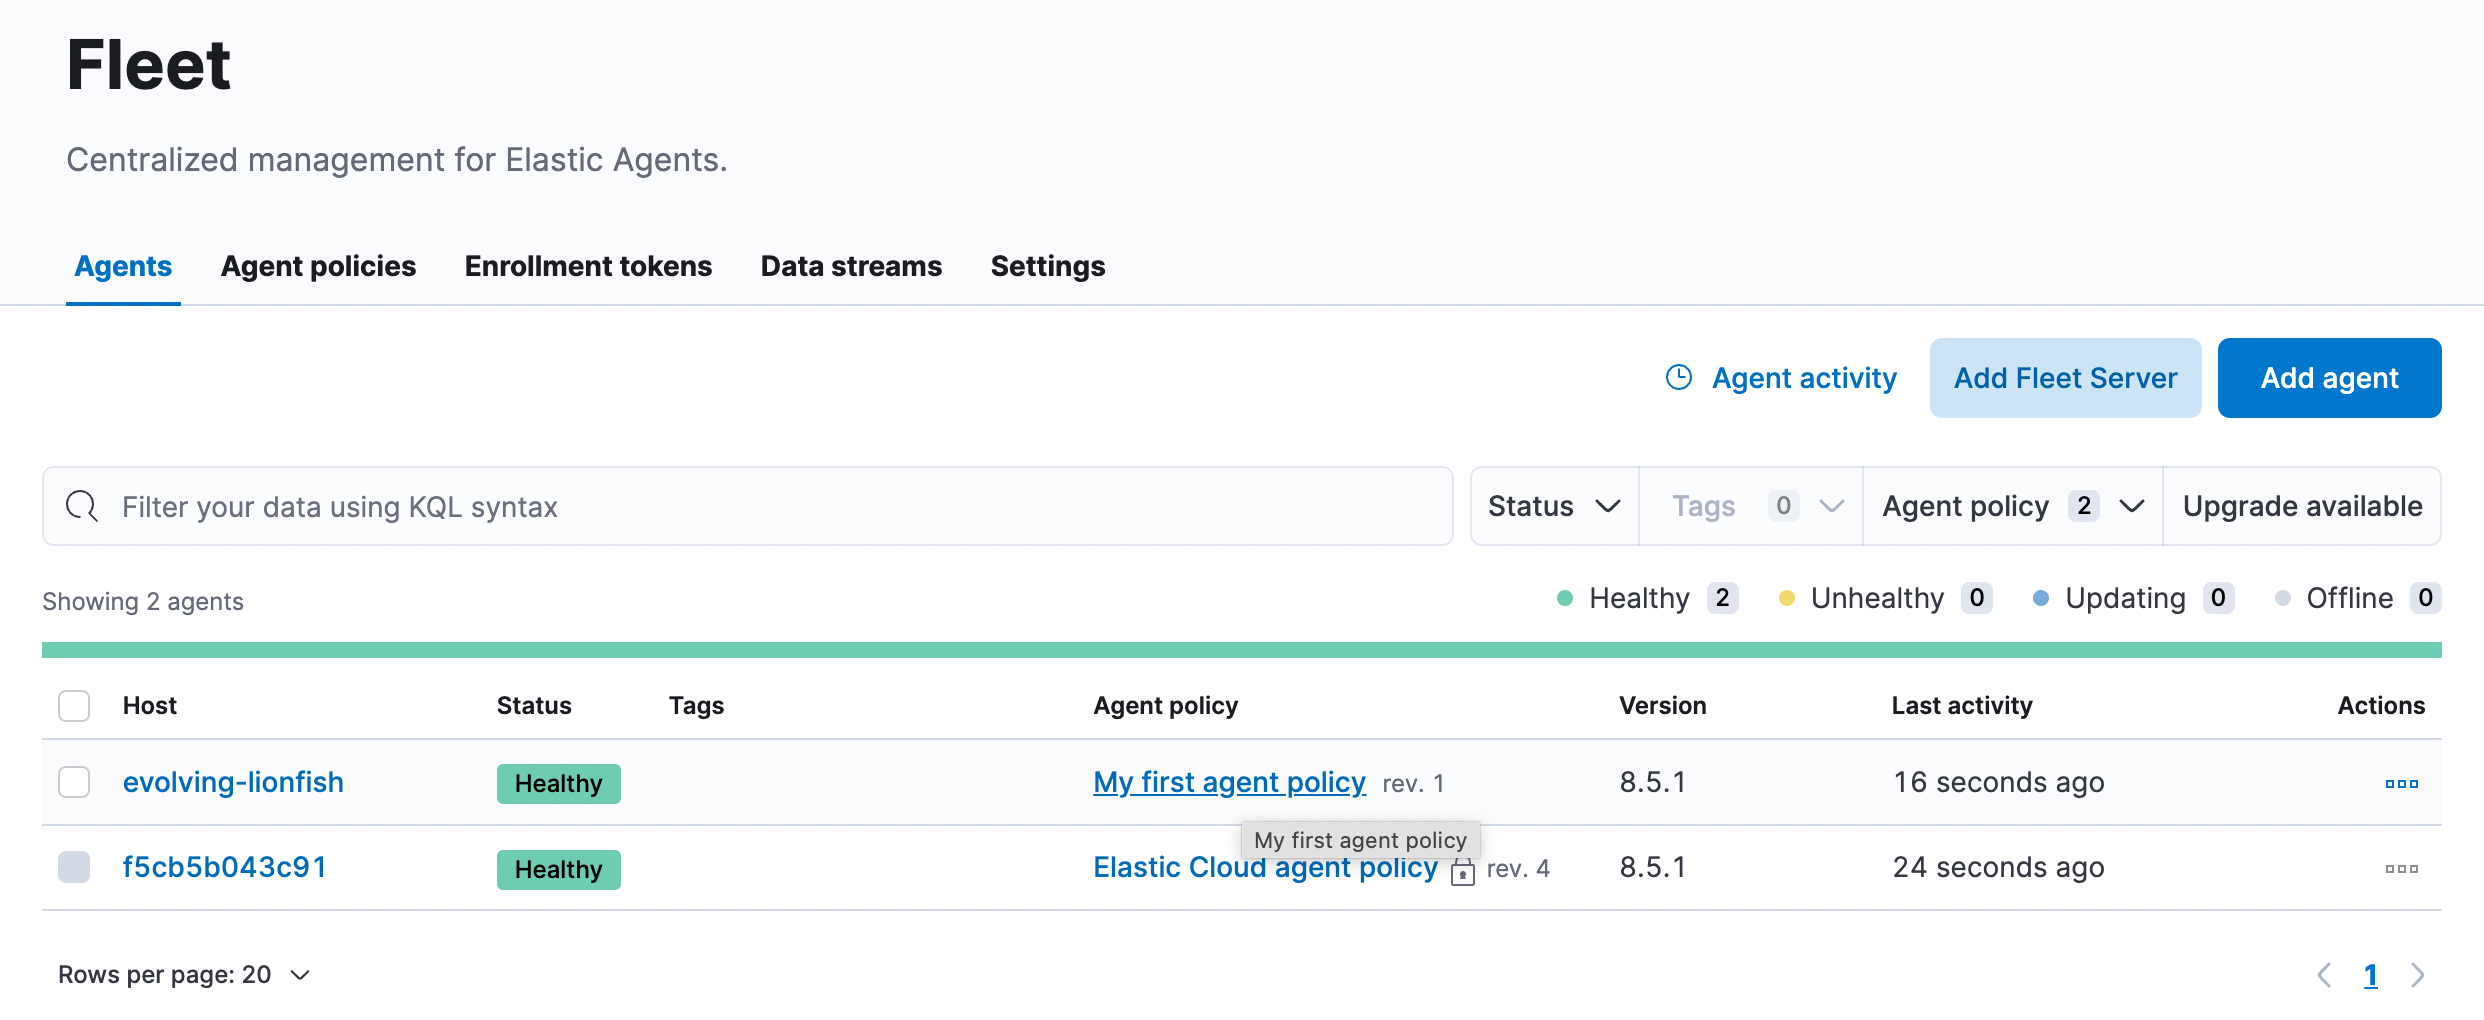 Fleet
Centralized management for Elastic Agents.
Agents Agent policies Enrollment tokens Data streams Settings
Agent activity Add Fleet Server Add agent
Filter your data using KQL syntax Status Tags 0 Agent policy 2 Upgrade available
Showing 2 agents Healthy 2 Unhealthy 0 Updating 0 Offline 0
Host Status Tags Agent policy Version Last activity Actions
evolving-lionfish Healthy My first agent policy rev. 1 8.5.1 16 seconds ago
My first agent policy
f5cb5b043c91 Healthy Elastic Cloud agent policy rev. 4 8.5.1 24 seconds ago
Rows per page: 20 1